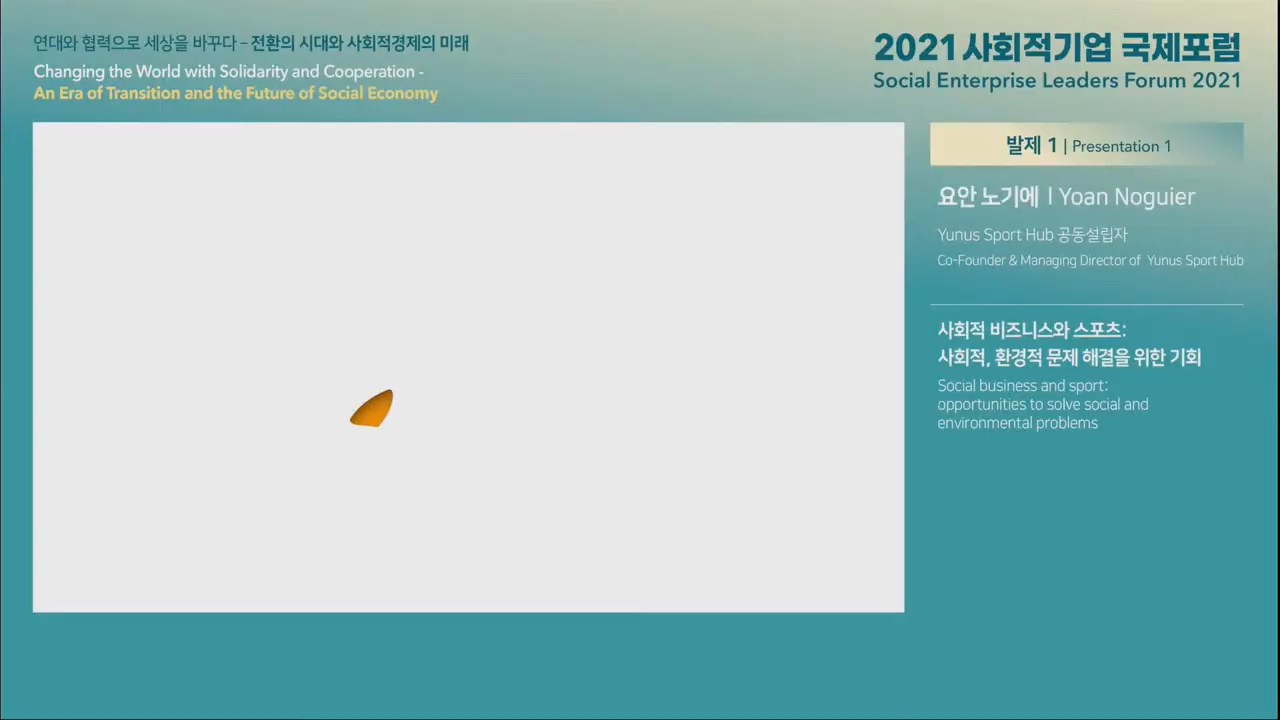 연대와 협력으로 세상을 바꾸다 - 전환의 시대와 사회적경제의 미래
Changing the World with Solidarity and Cooperation -
An Era of Transition and the Future of Social Economy
2021 사회적기업 국제포럼
Social Enterprise Leaders Forum 2021
발제 1 | Presentation 1
요안 노기에 | Yoan Noguier
Yunus Sport Hub 공동설립자
Co-Founder & Managing Director of Yunus Sport Hub
사회적 비즈니스와 스포츠:
사회적, 환경적 문제 해결을 위한 기회
Social business and sport:
opportunities to solve social and
environmental problems